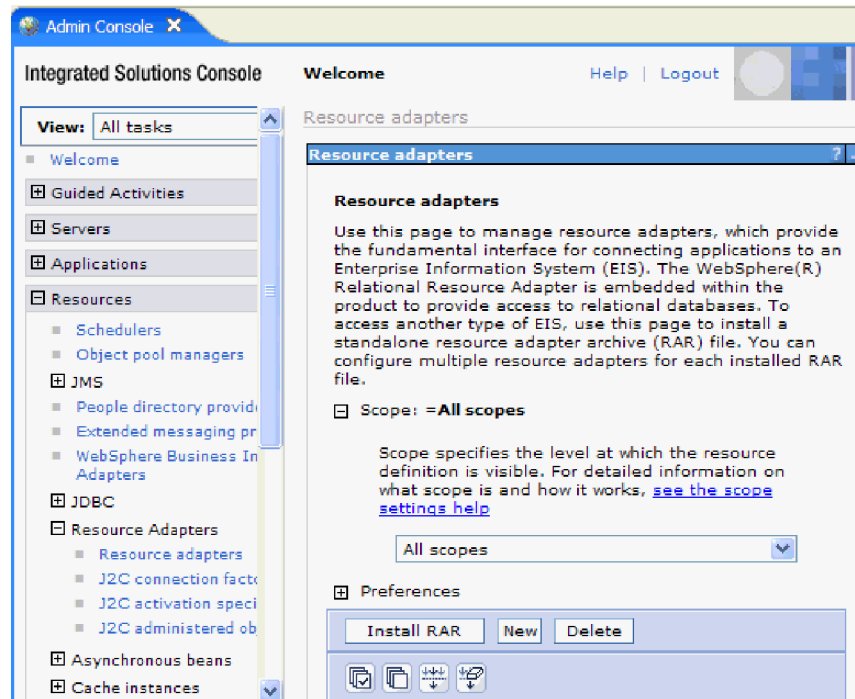 Admin Console
Integrated Solutions Console
Welcome
Help | Logout
View: All tasks
Welcome
Guided Activities
Servers
Applications
Resources
Schedulers
Object pool managers
JMS
People directory provid
Extended messaging pr
WebSphere Business In
Adapters
JDBC
Resource Adapters
Resource adapters
J2C connection facto
J2C activation speci
J2C administered ob
Asynchronous beans
Cache instances
Resource adapters
Resource adapters
?
Resource adapters
Use this page to manage resource adapters, which provide
the fundamental interface for connecting applications to an
Enterprise Information System (EIS). The WebSphere(R)
Relational Resource Adapter is embedded within the
product to provide access to relational databases. To
access another type of EIS, use this page to install a
standalone resource adapter archive (RAR) file. You can
configure multiple resource adapters for each installed RAR
file.
Scope: =All scopes
Scope specifies the level at which the resource
definition is visible. For detailed information on
what scope is and how it works, see the scope
settings help
All scopes
Preferences
Install RAR
New
Delete